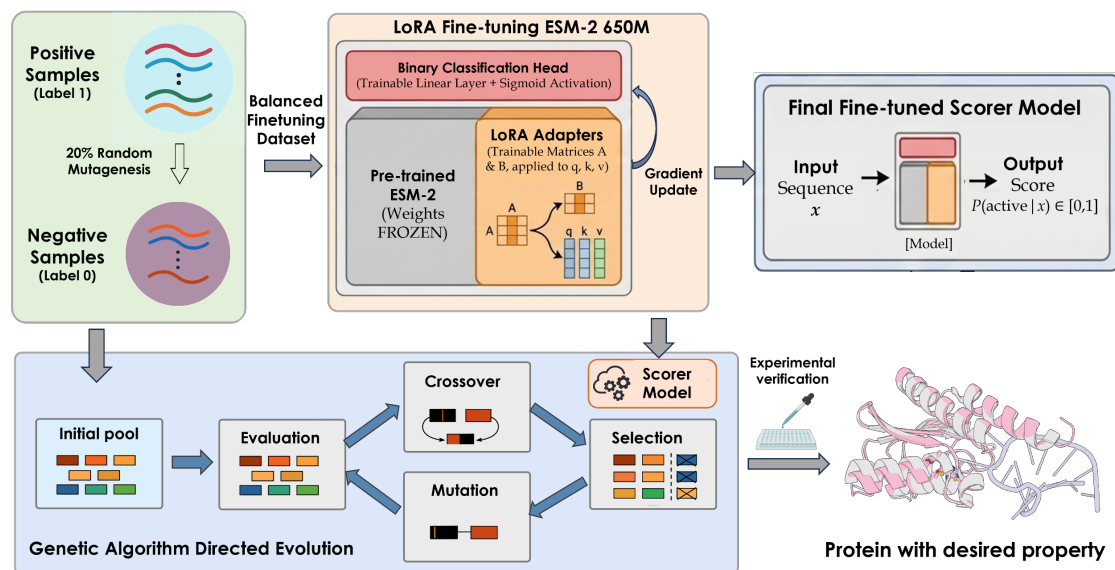 Positive
Samples
(Label 1)
20% Random
Mutagenesis
Negative
Samples
(Label 0)
Balanced
Finetuning
Dataset
LoRA Fine-tuning ESM-2 650M
Binary Classification Head
(Trainable Linear Layer + Sigmoid Activation)
Pre-trained
ESM-2
(Weights
FROZEN)
LoRA Adapters
(Trainable Matrices A
& B, applied to q, k, v)
A
A
B
q k v
Gradient
Update
Final Fine-tuned Scorer Model
Input
Sequence
x
[Model]
Output
Score
P(active | x) ∈ [0,1]
Initial pool
Evaluation
Crossover
Mutation
Scorer
Model
Selection
Genetic Algorithm Directed Evolution
Experimental
verification
Protein with desired property